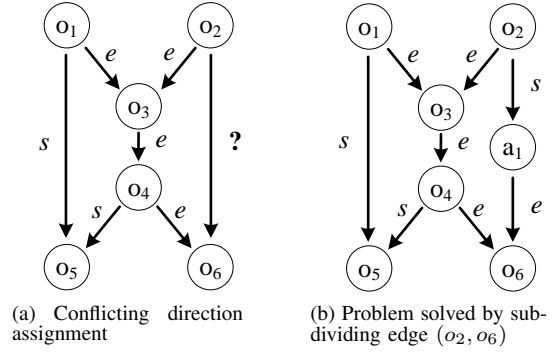 o1 o2 o1 o2
e e e e
s
o3 o3
a1
s ? s
e e
e
o4 o4
s e s e
o5 o6 o5 o6
(a) Conflicting direction
assignment
(b) Problem solved by sub-
dividing edge (o2, o6)